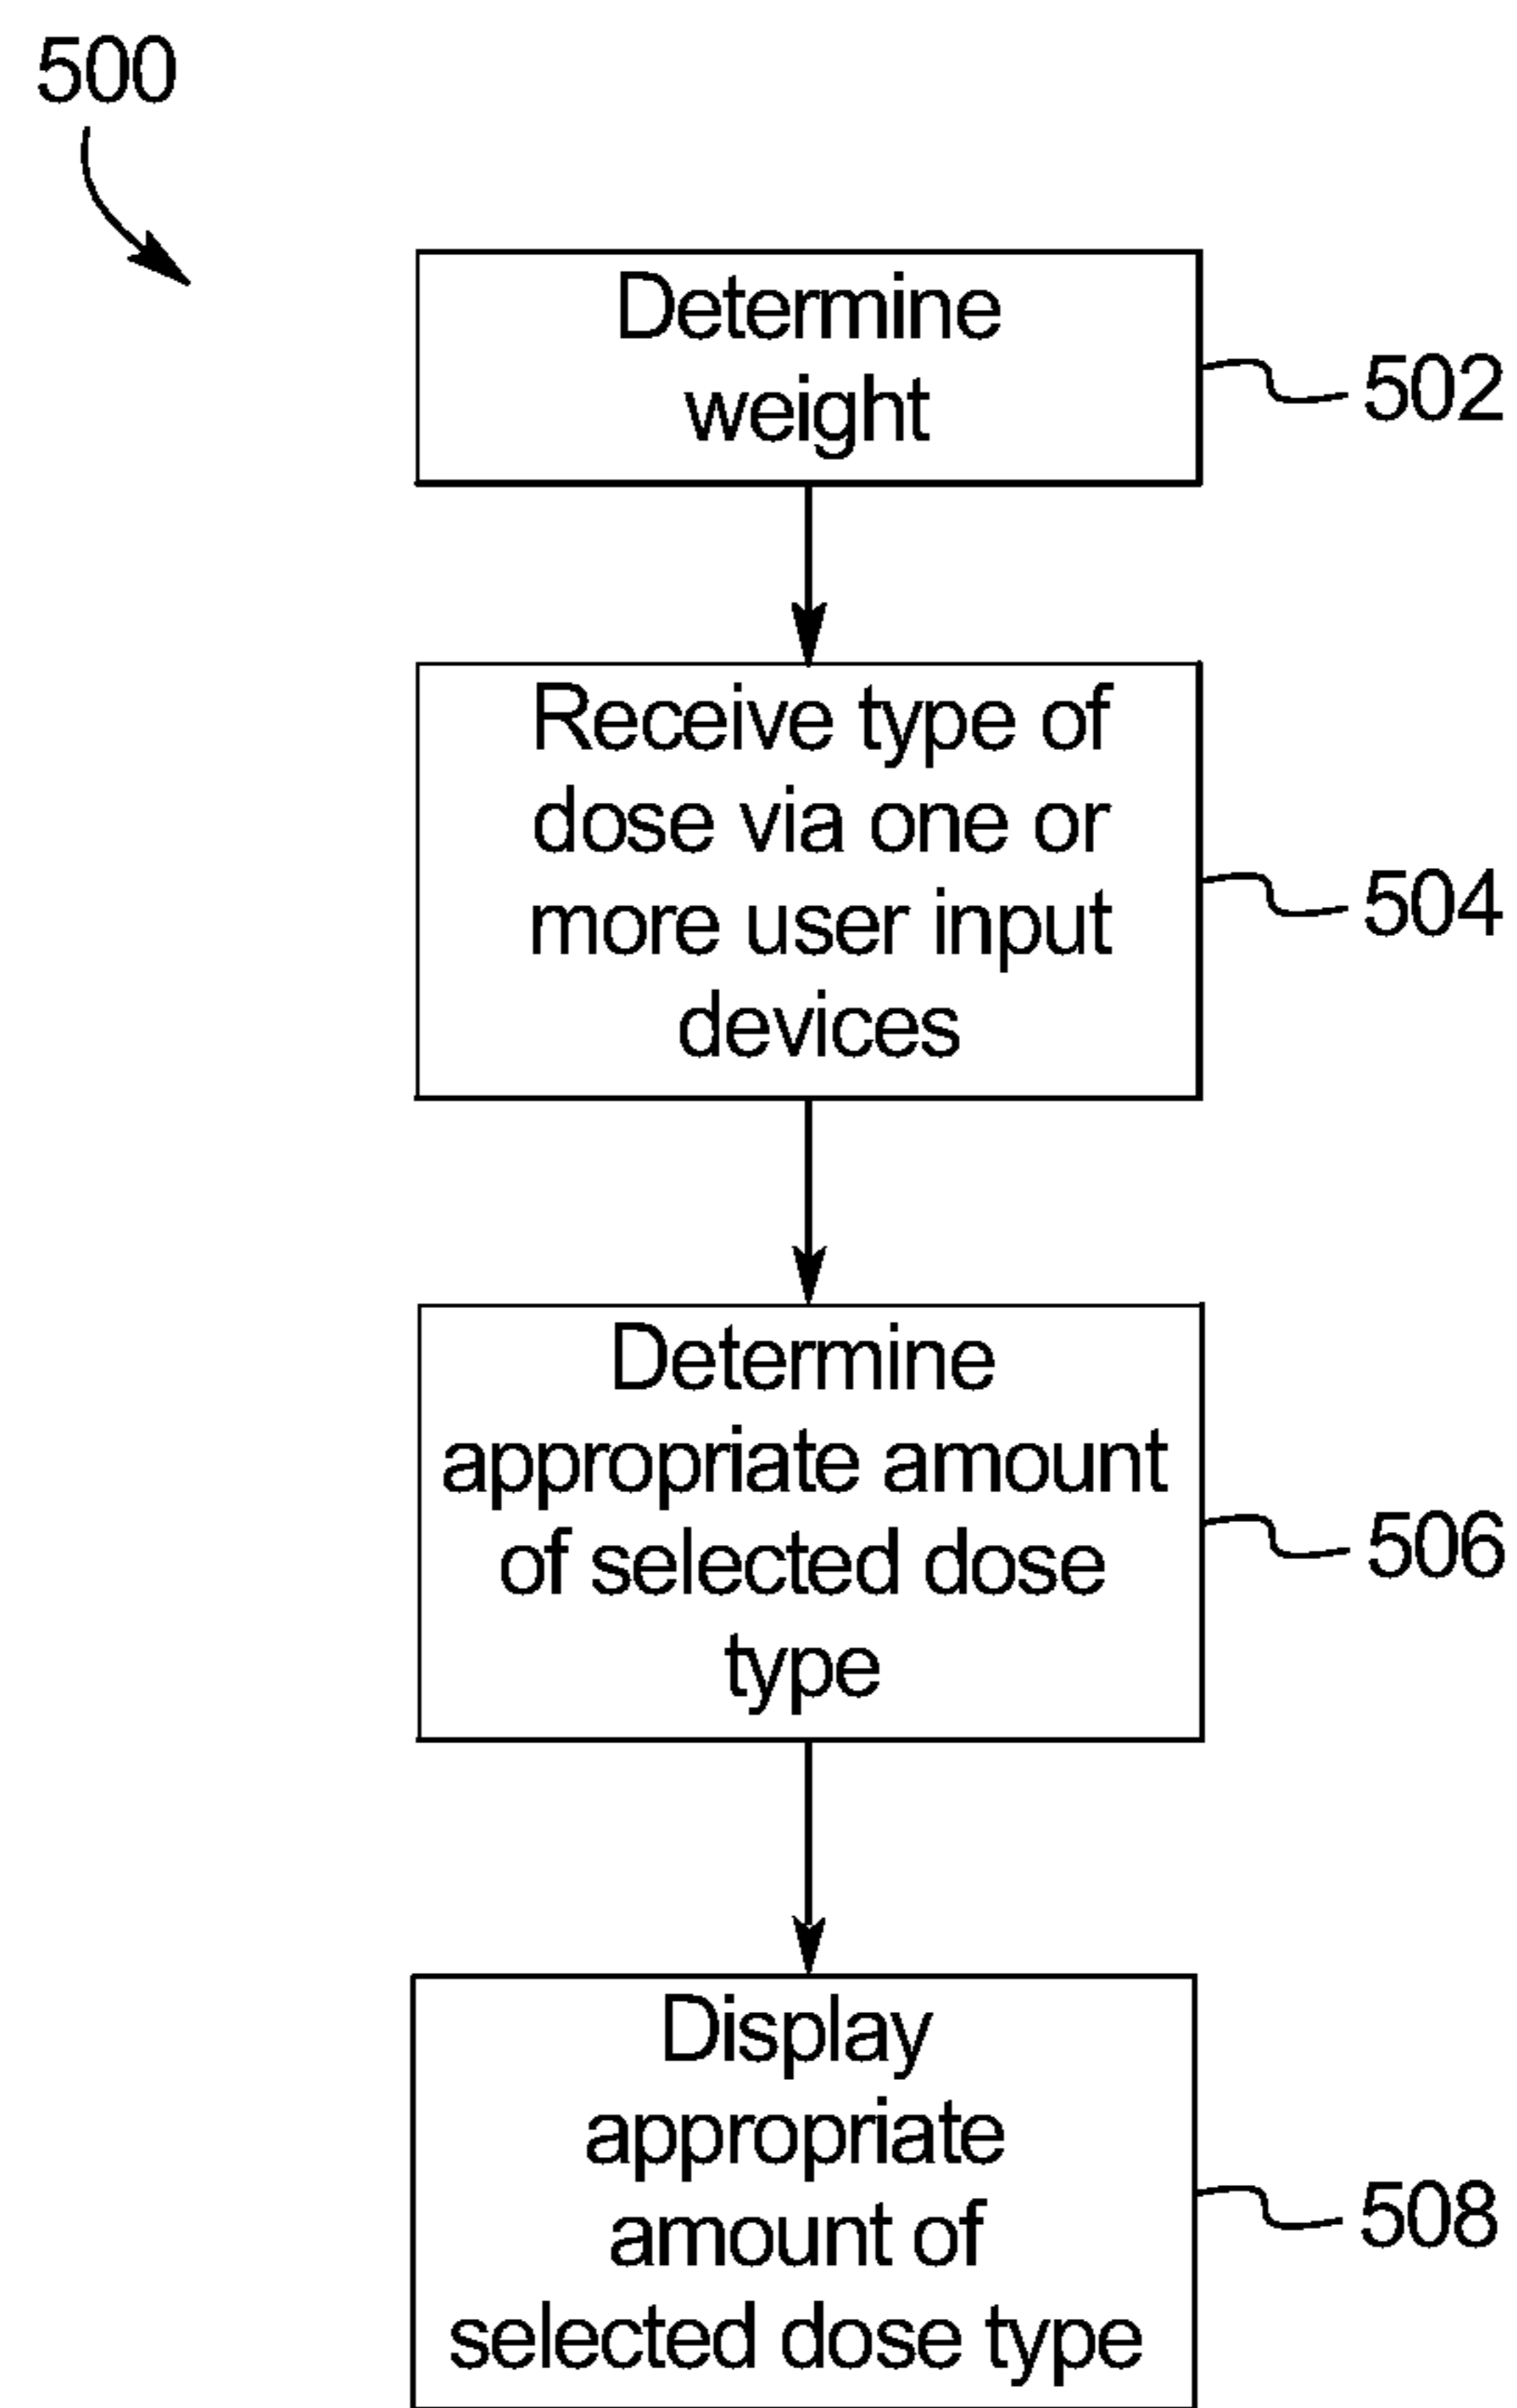 500
Determine
weight
502
Receive type of
dose via one or
more user input
devices
504
Determine
appropriate amount
of selected dose
type
506
Display
appropriate
amount of
selected dose type
508